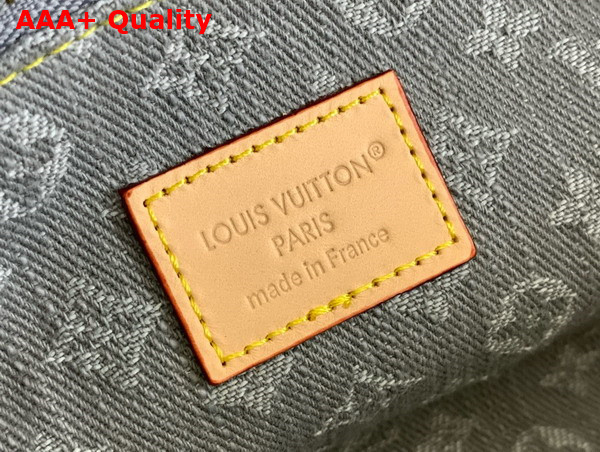 AAA+ Quality
LOUIS VUITTON®
PARIS
made in France